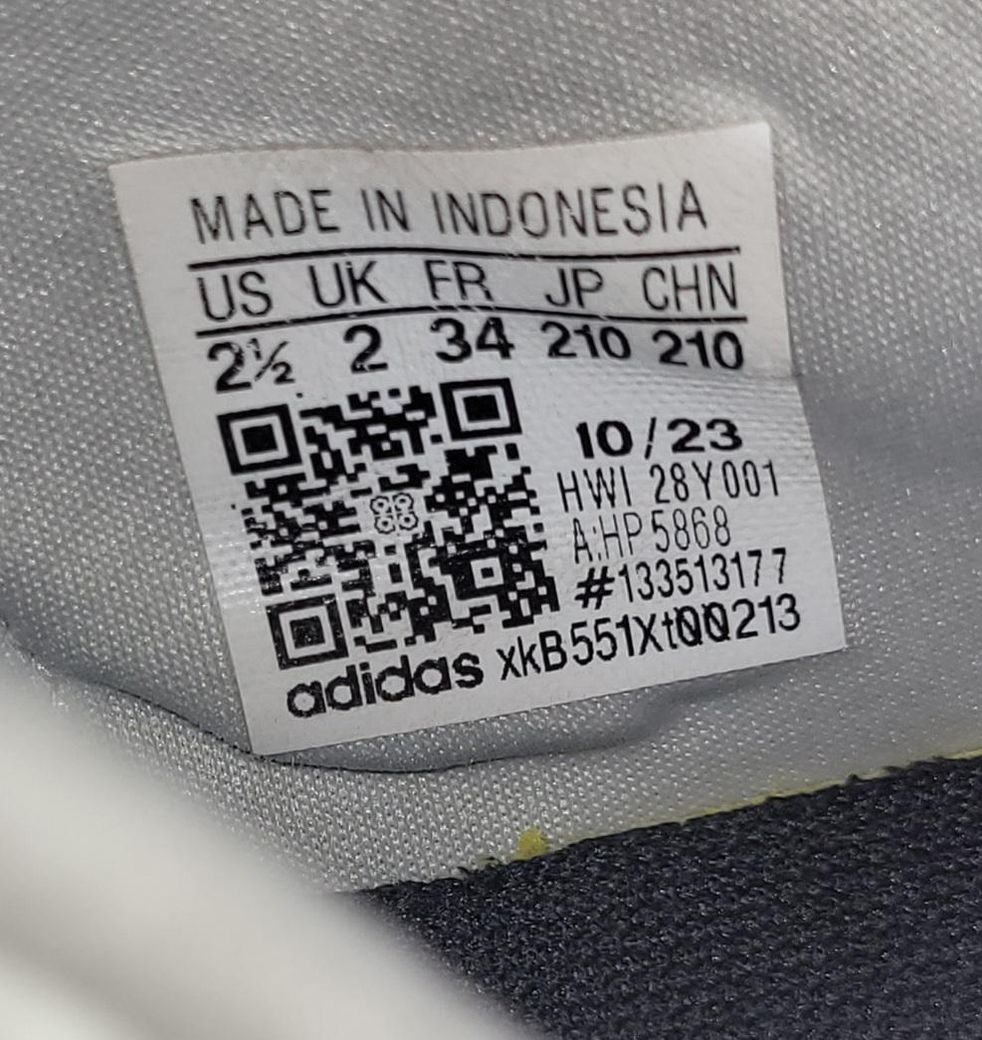 MADE IN INDONESIA
US UK FR JP CHN
2½ 2 34 210 210
10/23
HWI 28Y001
A:HP5868
#133513177
adidas xkB551XtQQ213